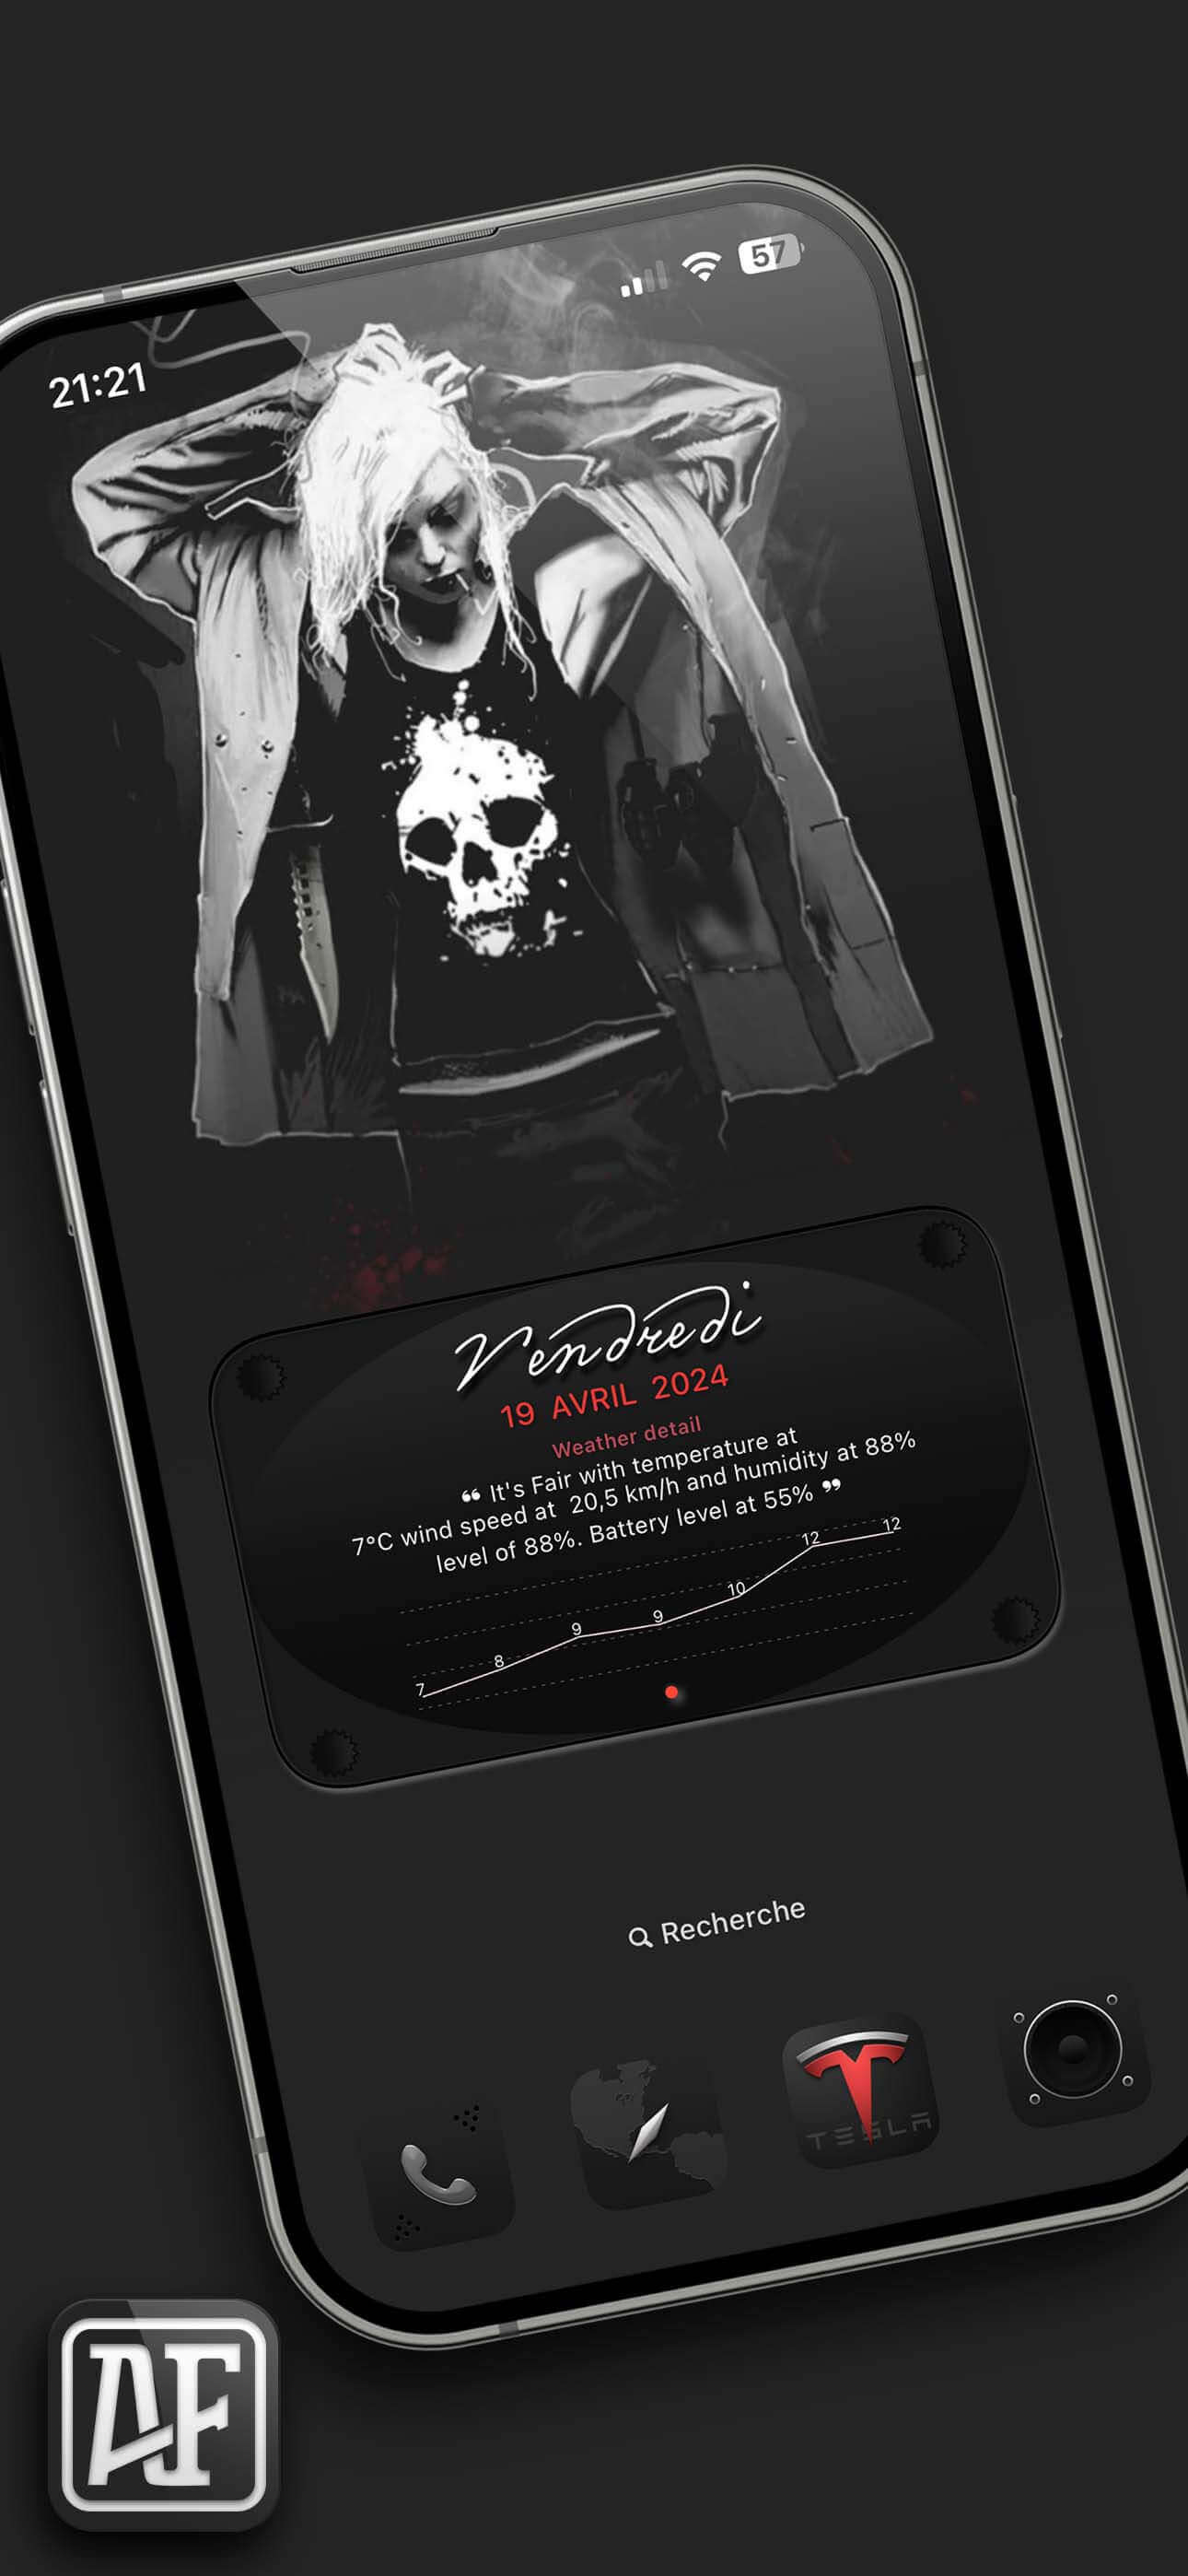 57
21:21
Vendredi
19 AVRIL 2024
Weather detail
❝ It's Fair with temperature at
7°C wind speed at 20,5 km/h and humidity at 88%
level of 88%. Battery level at 55% ❞
7 8 9 9 10 12 12
Recherche
TESLA
AF